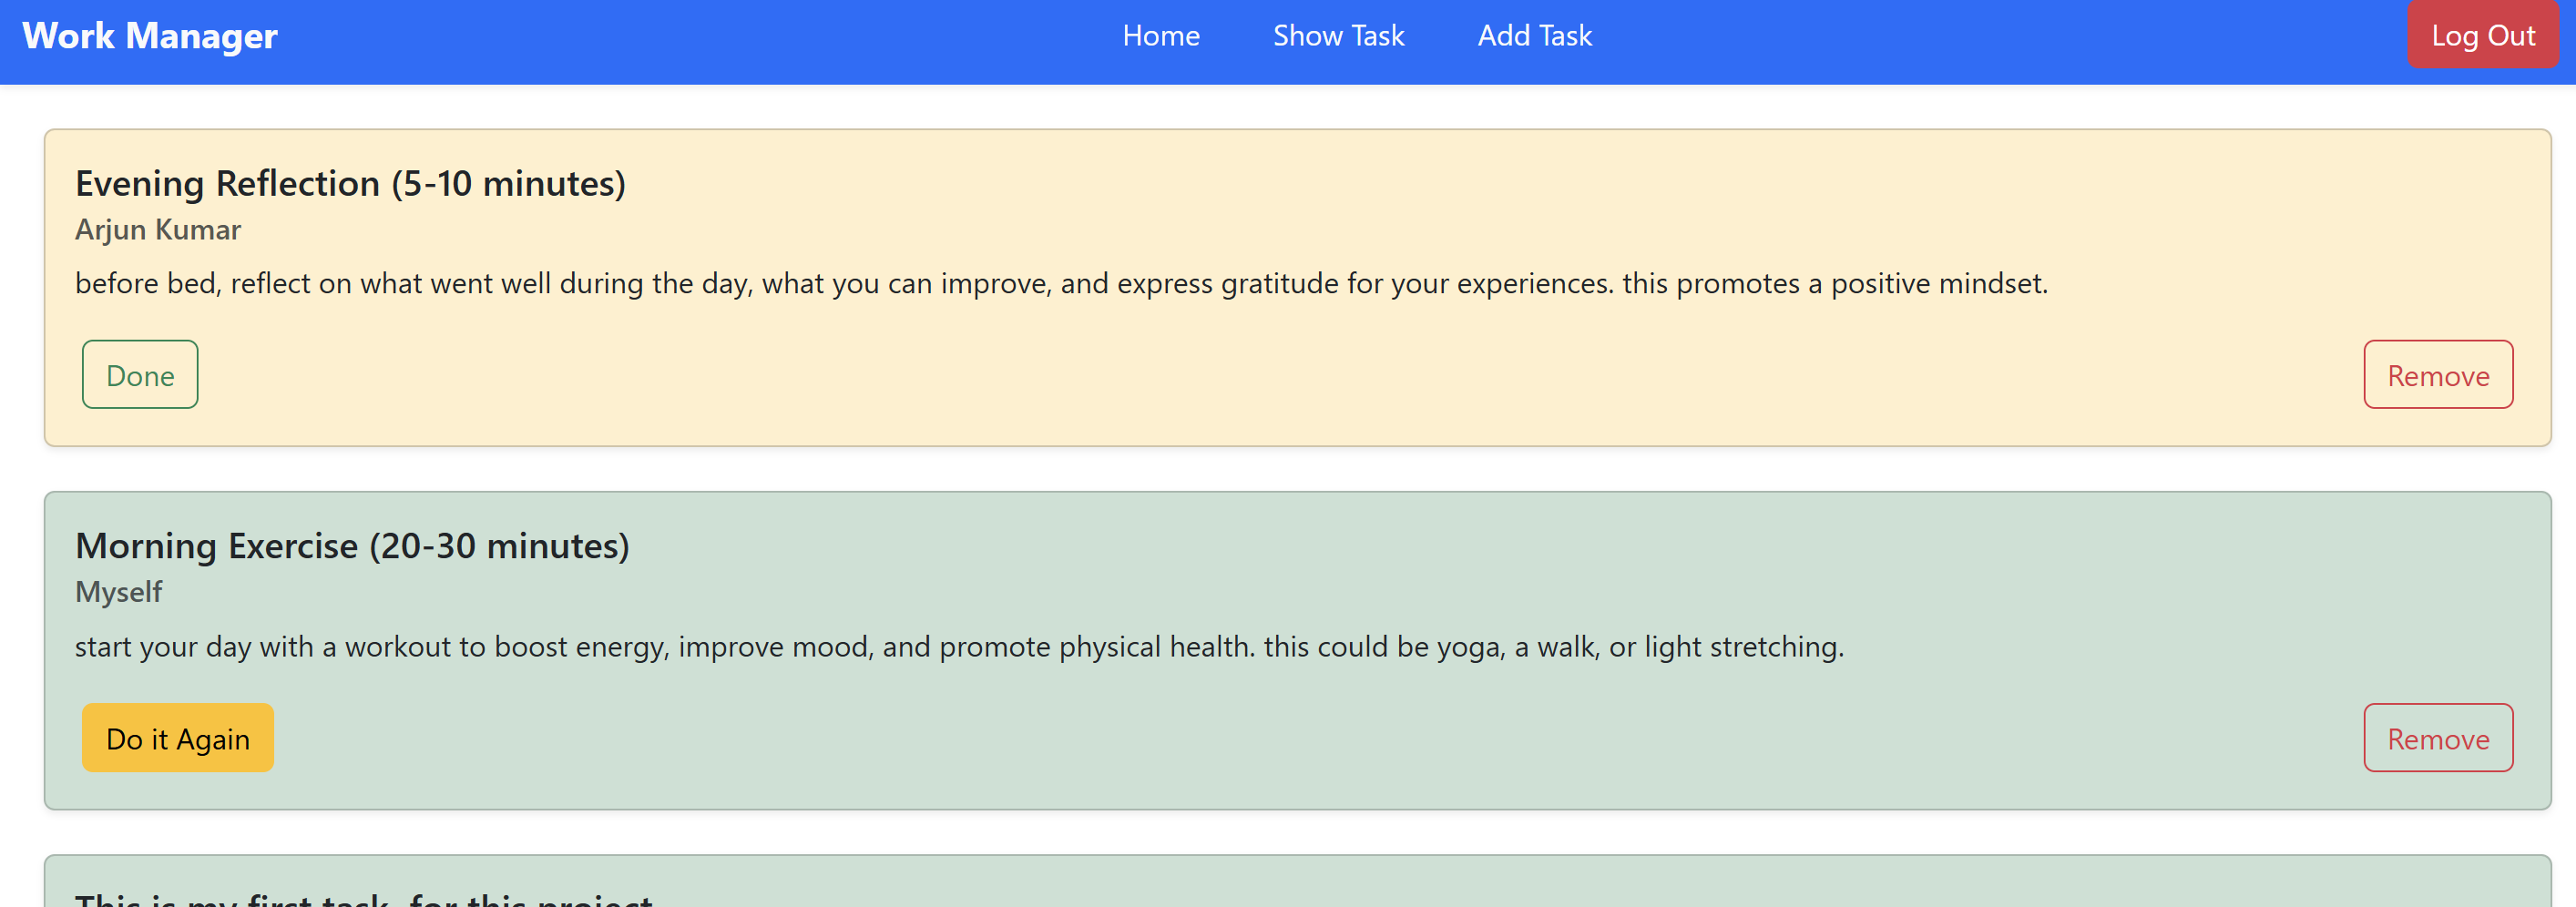 Work Manager
Home
Show Task
Add Task
Log Out
Evening Reflection (5-10 minutes)
Arjun Kumar
before bed, reflect on what went well during the day, what you can improve, and express gratitude for your experiences. this promotes a positive mindset.
Done
Remove
Morning Exercise (20-30 minutes)
Myself
start your day with a workout to boost energy, improve mood, and promote physical health. this could be yoga, a walk, or light stretching.
Do it Again
Remove
This is my first task, for this project